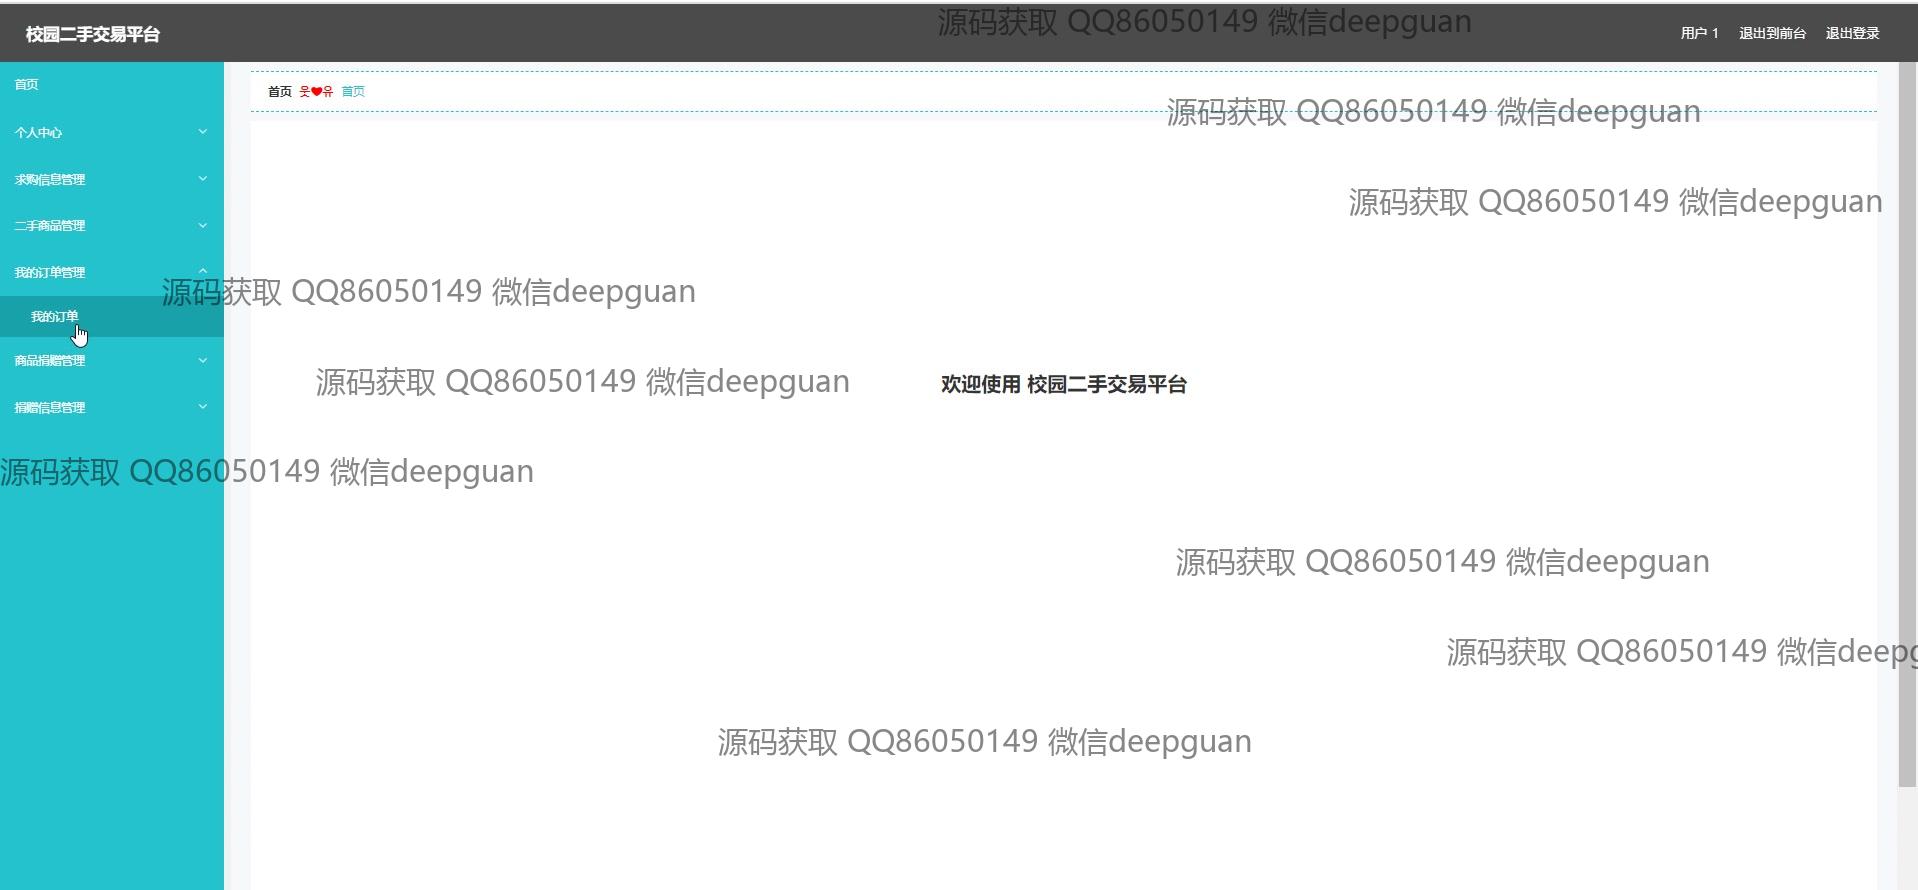 源码获取 QQ86050149 微信deepguan
校园二手交易平台
用户 1 退出到前台 退出登录
首页
首页 웃❤유 首页
源码获取 QQ86050149 微信deepguan
个人中心
求购信息管理
源码获取 QQ86050149 微信deepguan
二手商品管理
我的订单管理
源码获取 QQ86050149 微信deepguan
我的订单
商品捐赠管理
源码获取 QQ86050149 微信deepguan
欢迎使用 校园二手交易平台
捐赠信息管理
源码获取 QQ86050149 微信deepguan
源码获取 QQ86050149 微信deepguan
源码获取 QQ86050149 微信deepg
源码获取 QQ86050149 微信deepguan